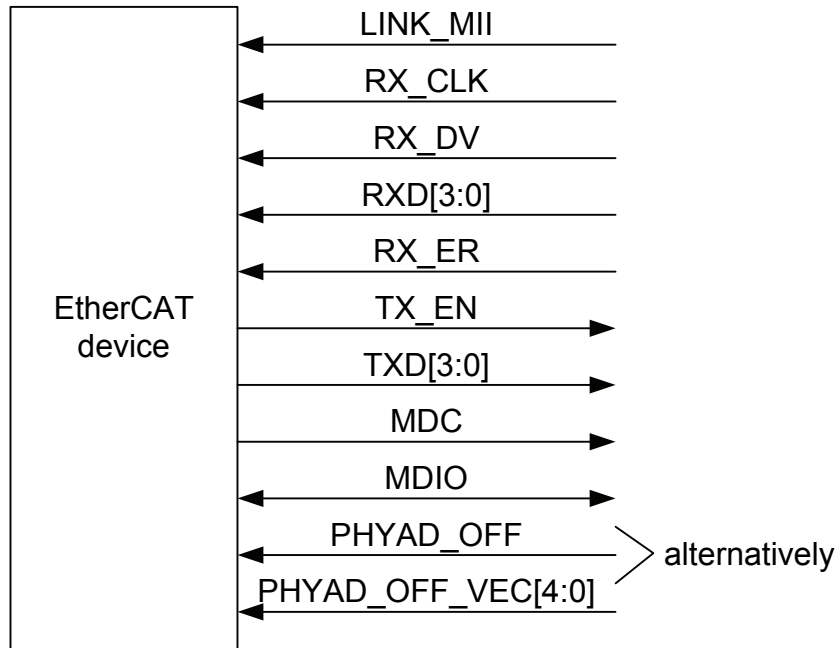 LINK_MII
RX_CLK
RX_DV
RXD[3:0]
RX_ER
EtherCAT
device
TX_EN
TXD[3:0]
MDC
MDIO
PHYAD_OFF
alternatively
PHYAD_OFF_VEC[4:0]